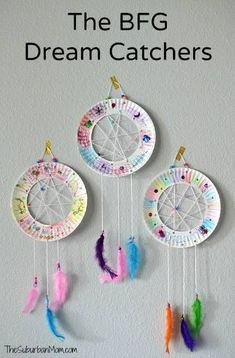 The BFG
Dream Catchers
TheSuburbanMom.com